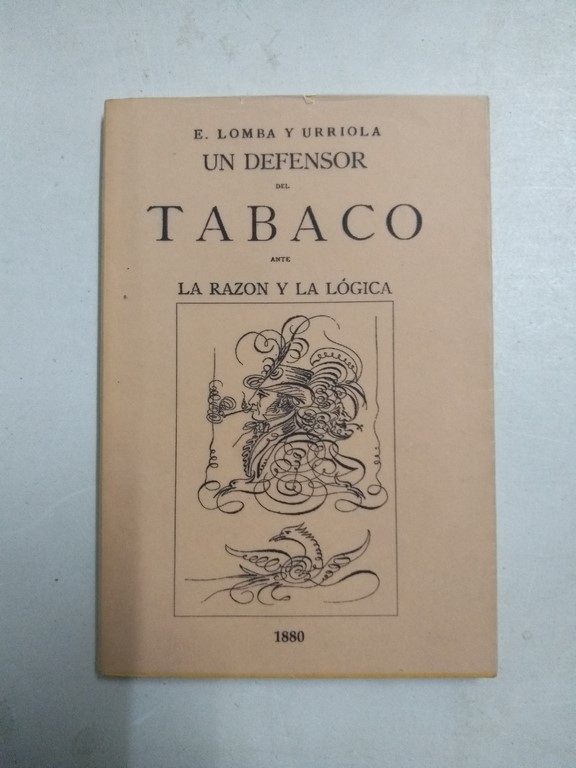 E. LOMBA Y URRIOLA
UN DEFENSOR
DEL
TABACO
ANTE
LA RAZON Y LA LÓGICA
1880